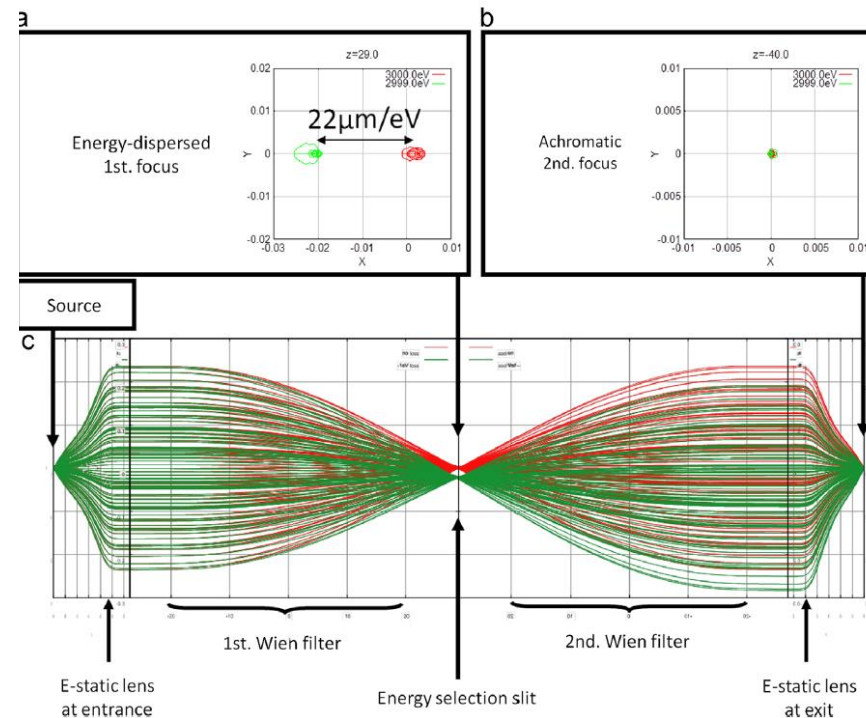 a
z=29.0
0.02
3000.0eV
2999.0eV
0.01
22μm/eV
Energy-dispersed
1st. focus
Y
0
-0.01
-0.02
-0.03
-0.02
-0.01
0
0.01
X
b
z=-40.0
0.01
3000.0eV
2999.0eV
0.005
Achromatic
2nd. focus
Y
0
-0.005
-0.01
-0.01
-0.005
0
0.005
0.01
X
Source
c
1st. Wien filter
2nd. Wien filter
E-static lens
at entrance
Energy selection slit
E-static lens
at exit